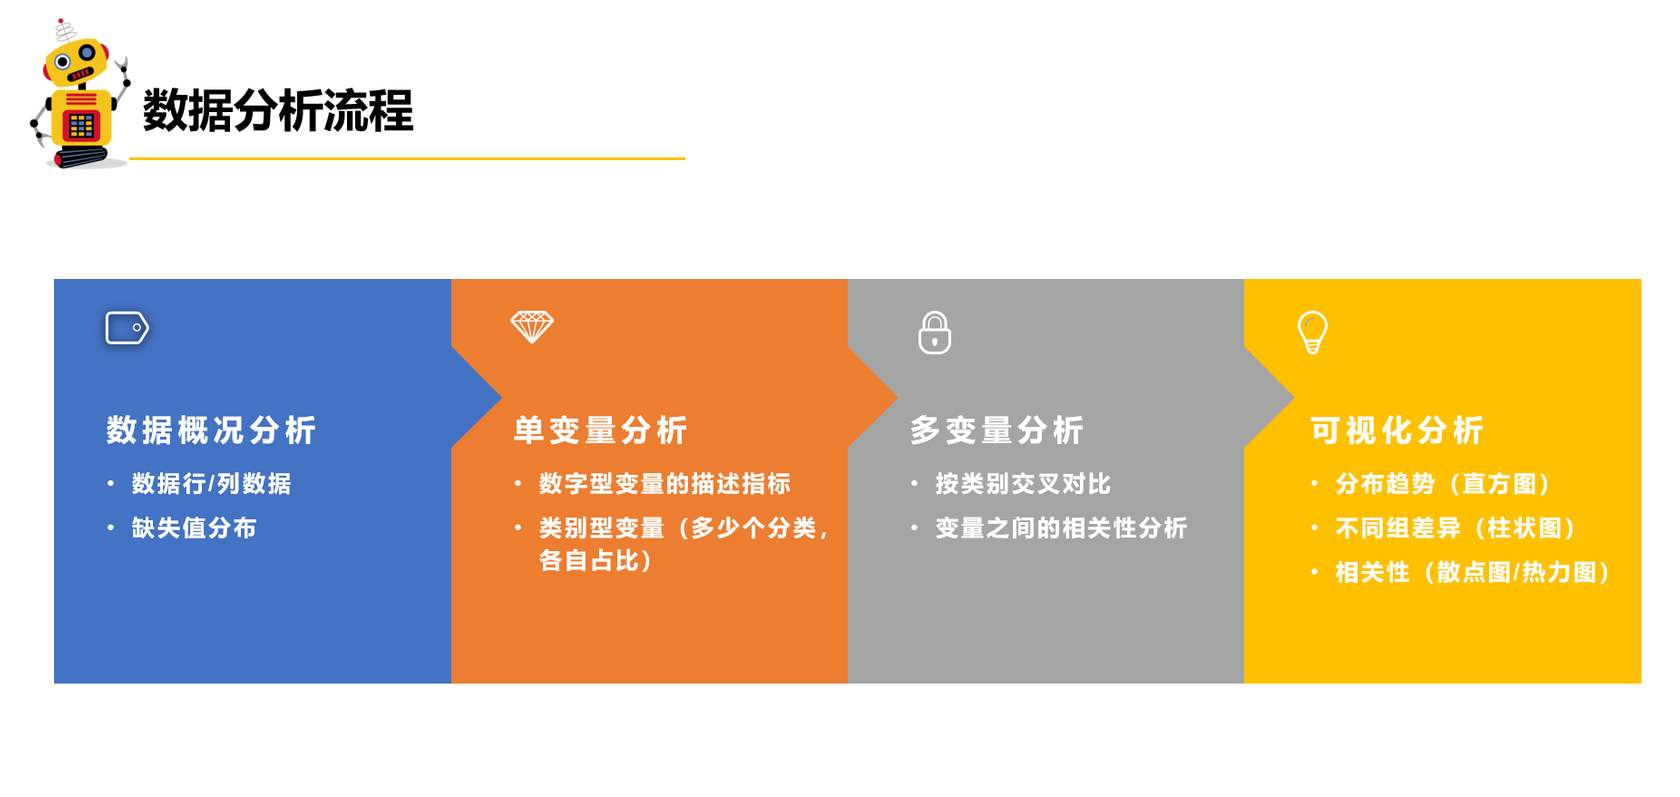 数据分析流程
数据概况分析
• 数据行/列数据
• 缺失值分布
单变量分析
• 数字型变量的描述指标
• 类别型变量（多少个分类，
各自占比）
多变量分析
• 按类别交叉对比
• 变量之间的相关性分析
可视化分析
• 分布趋势（直方图）
• 不同组差异（柱状图）
• 相关性（散点图/热力图）